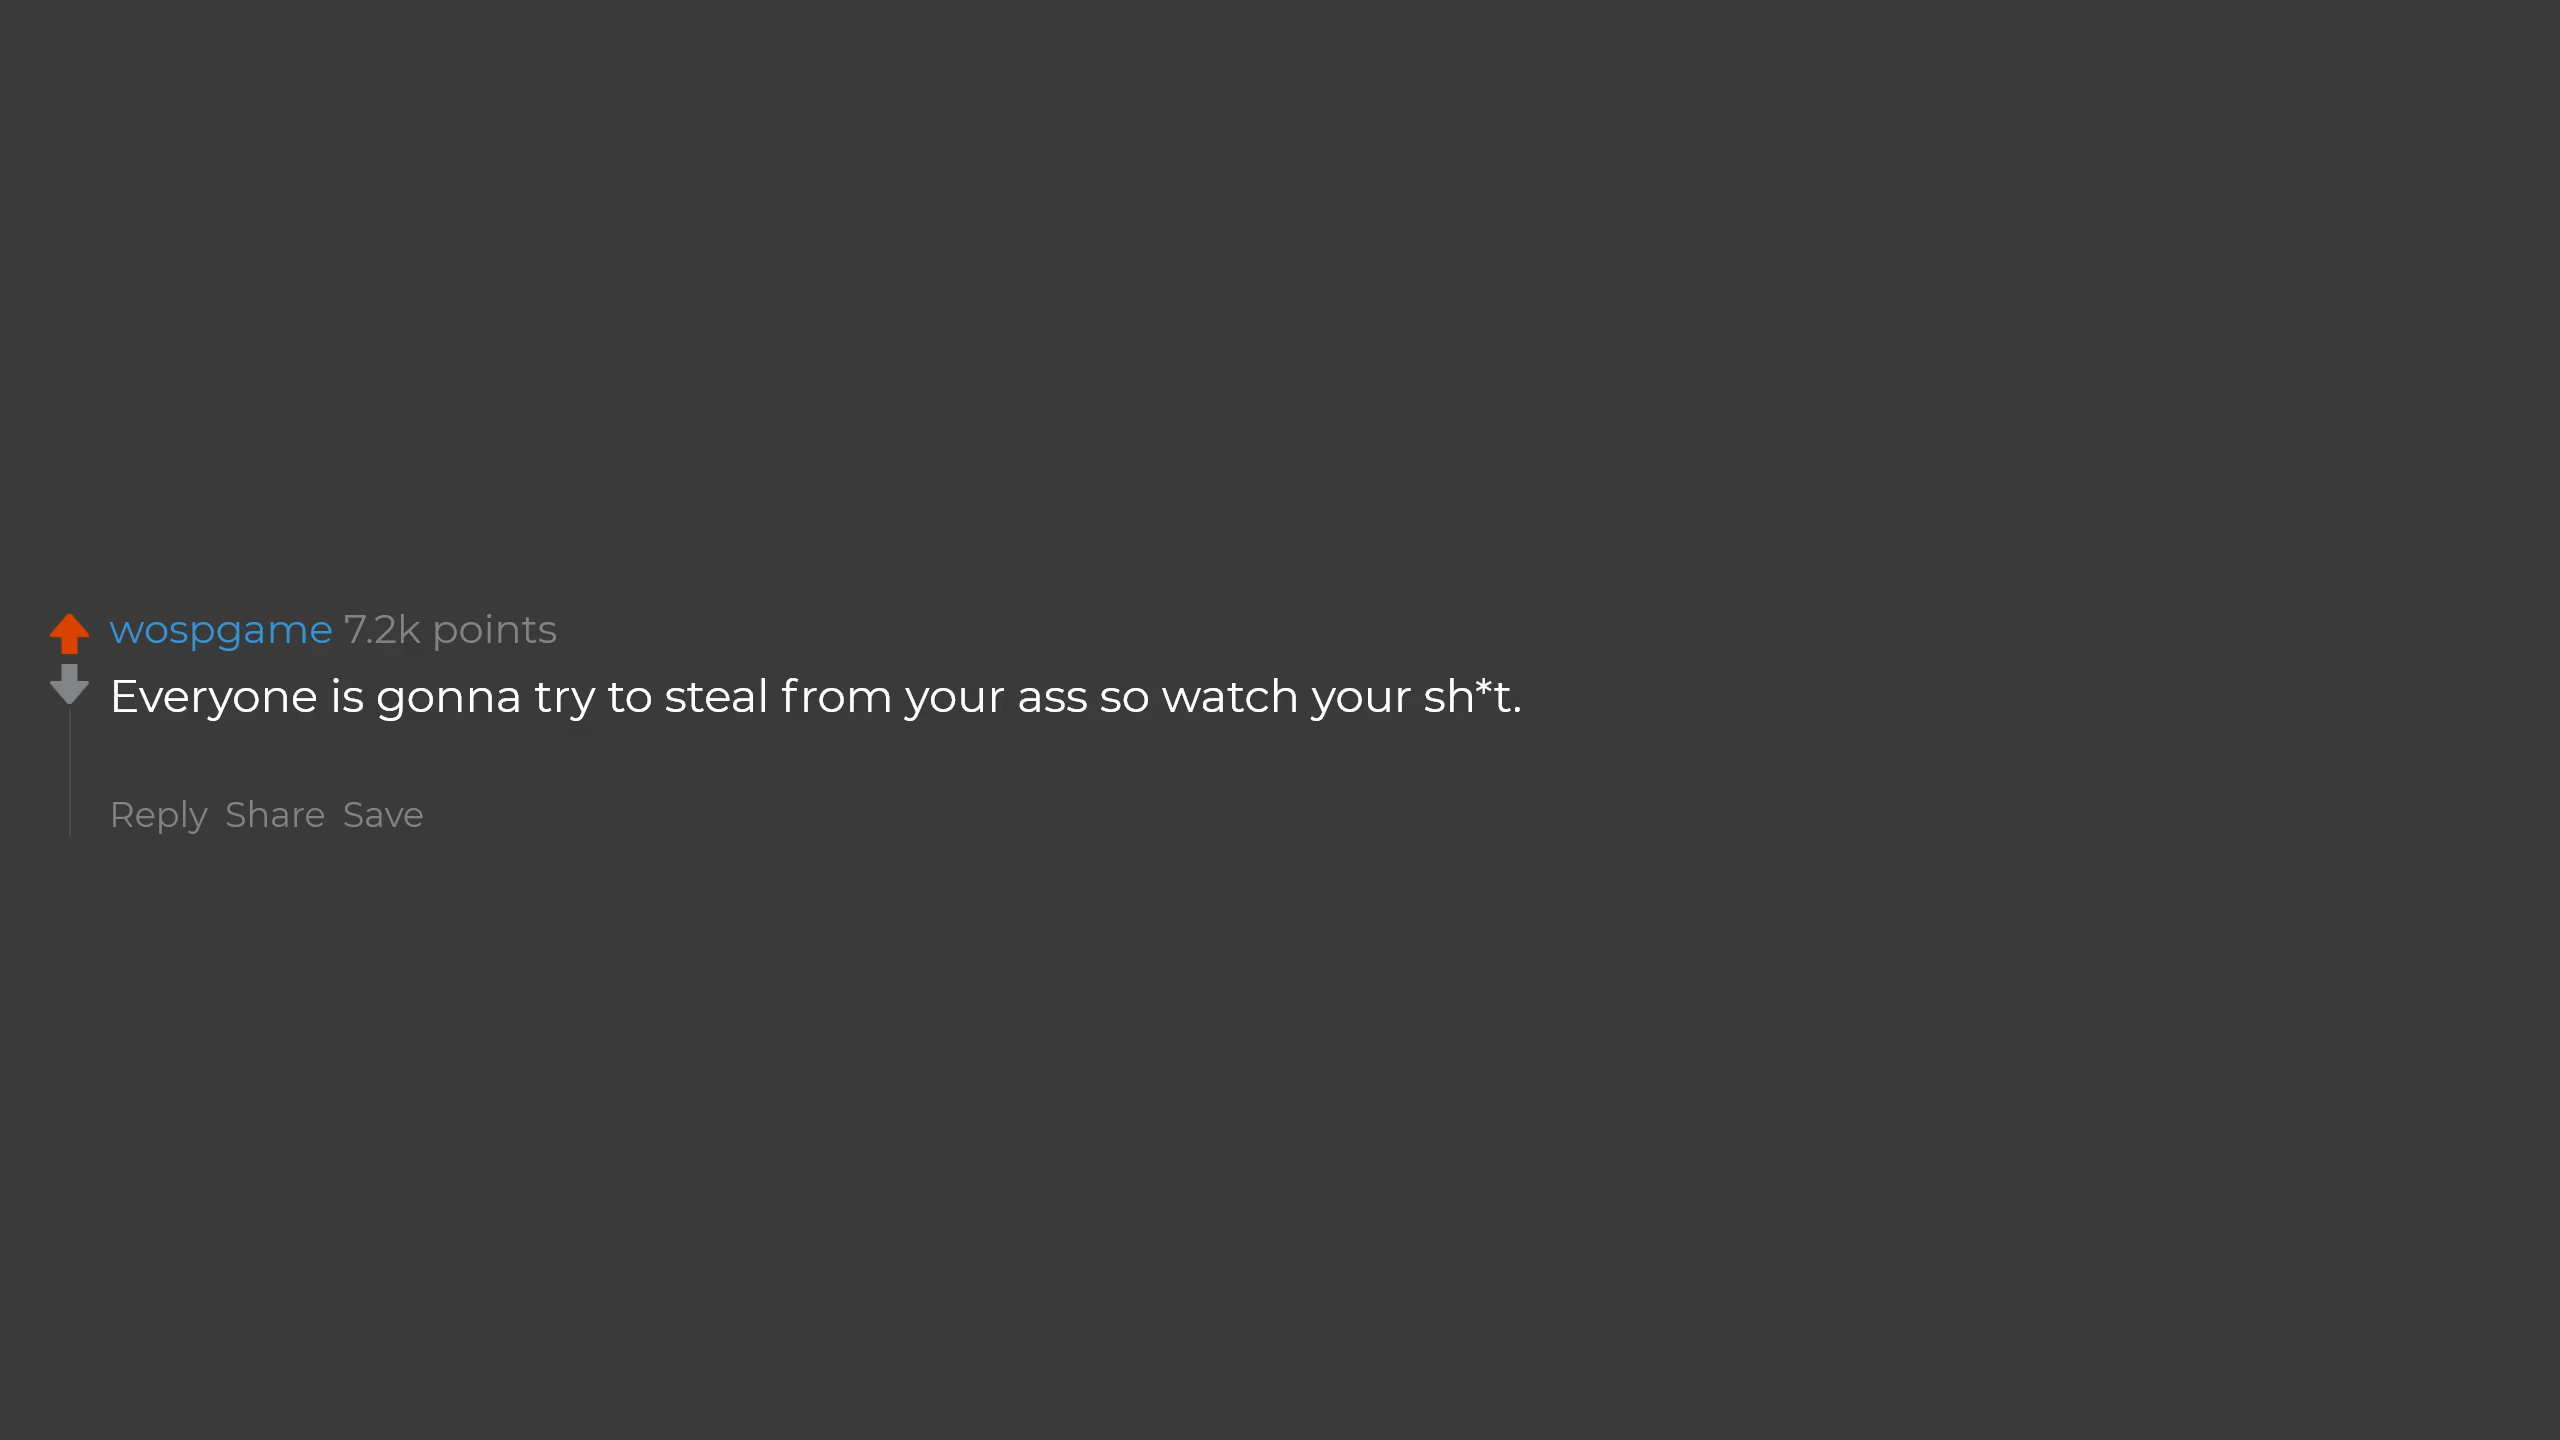 wospgame 7.2k points
Everyone is gonna try to steal from your ass so watch your sh*t.
Reply Share Save